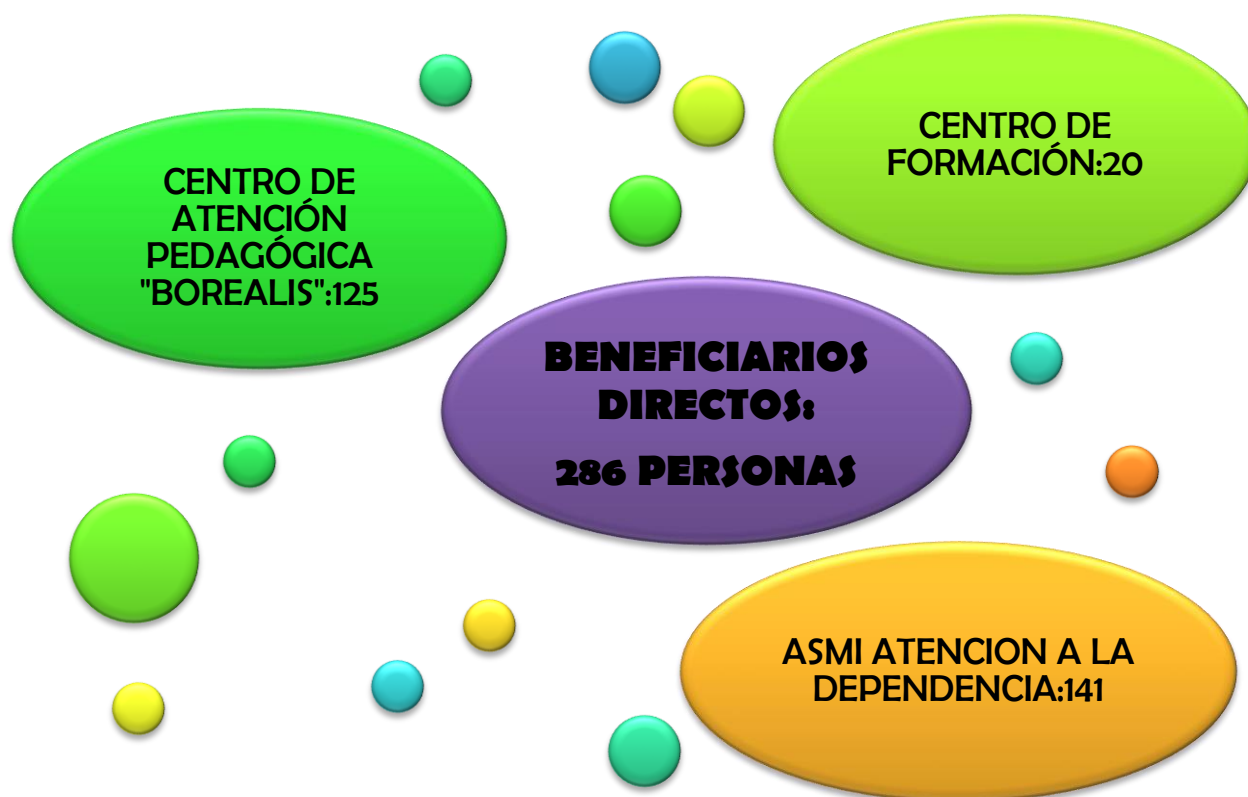 CENTRO DE
ATENCIÓN
PEDAGÓGICA
"BOREALIS":125
CENTRO DE
FORMACIÓN:20
BENEFICIARIOS
DIRECTOS:
286 PERSONAS
ASMI ATENCION A LA
DEPENDENCIA:141